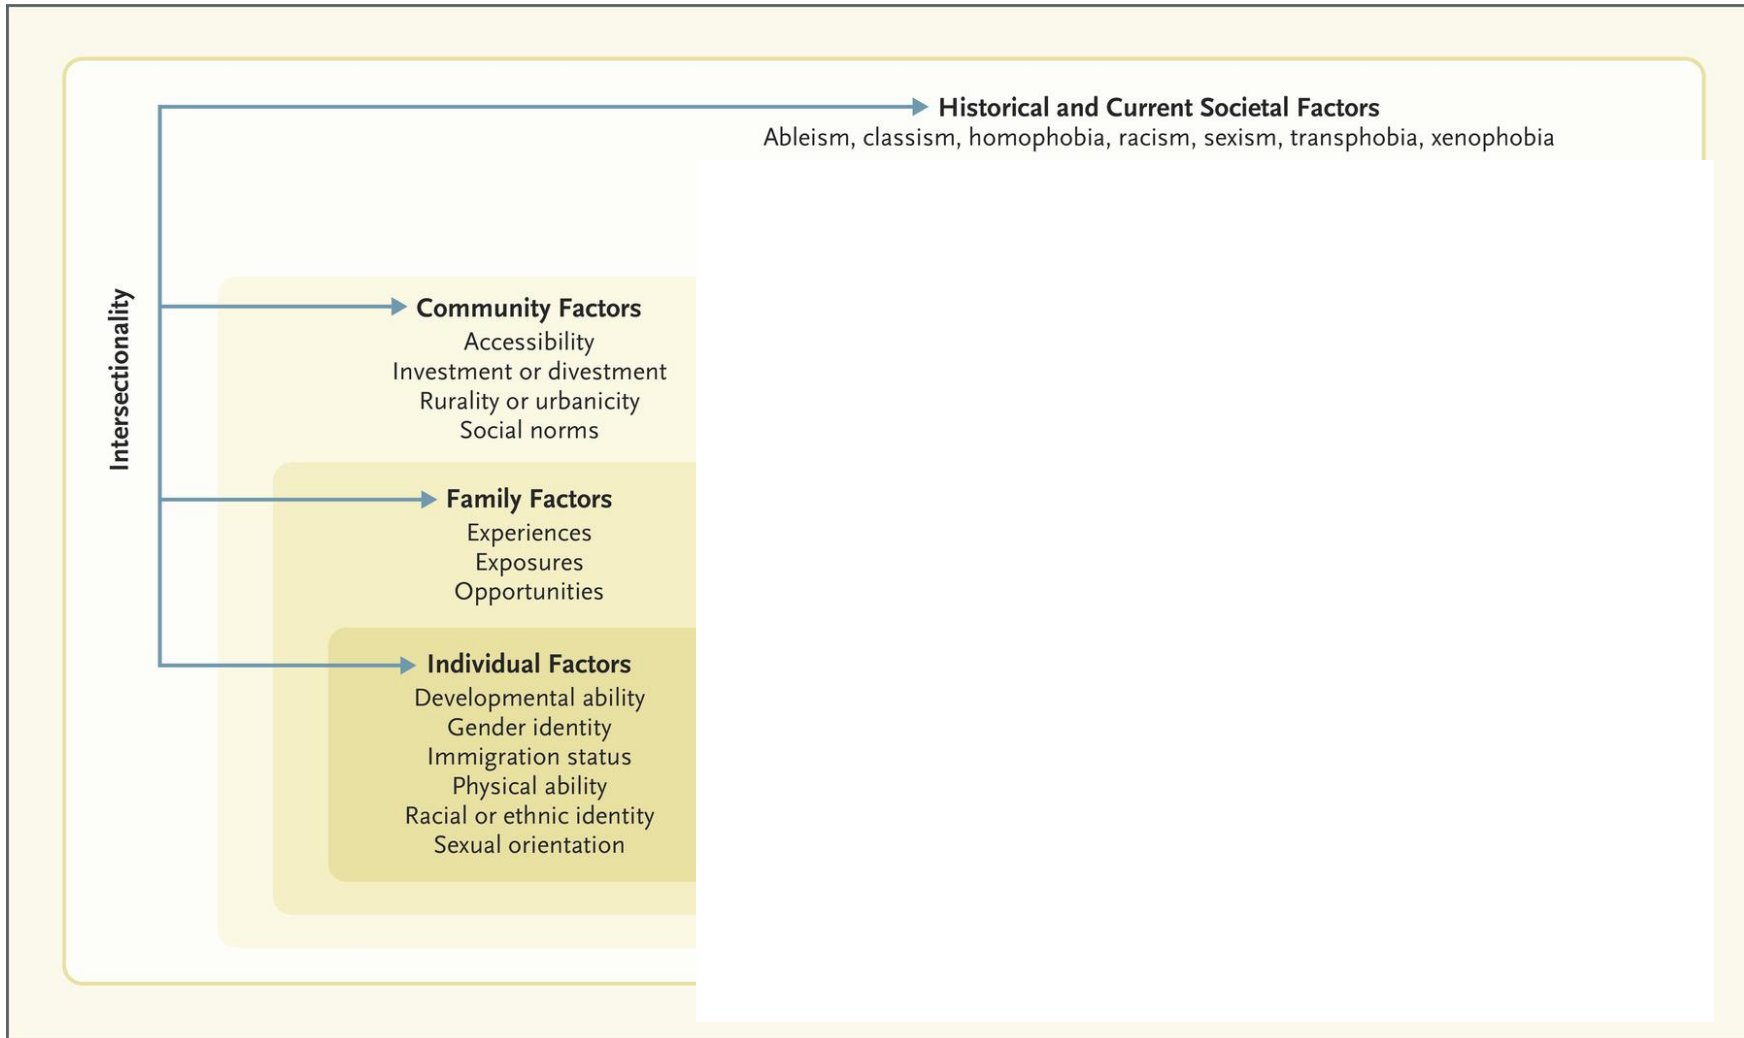 Historical and Current Societal Factors
Ableism, classism, homophobia, racism, sexism, transphobia, xenophobia
Intersectionality
Community Factors
Accessibility
Investment or divestment
Rurality or urbanicity
Social norms
Family Factors
Experiences
Exposures
Opportunities
Individual Factors
Developmental ability
Gender identity
Immigration status
Physical ability
Racial or ethnic identity
Sexual orientation